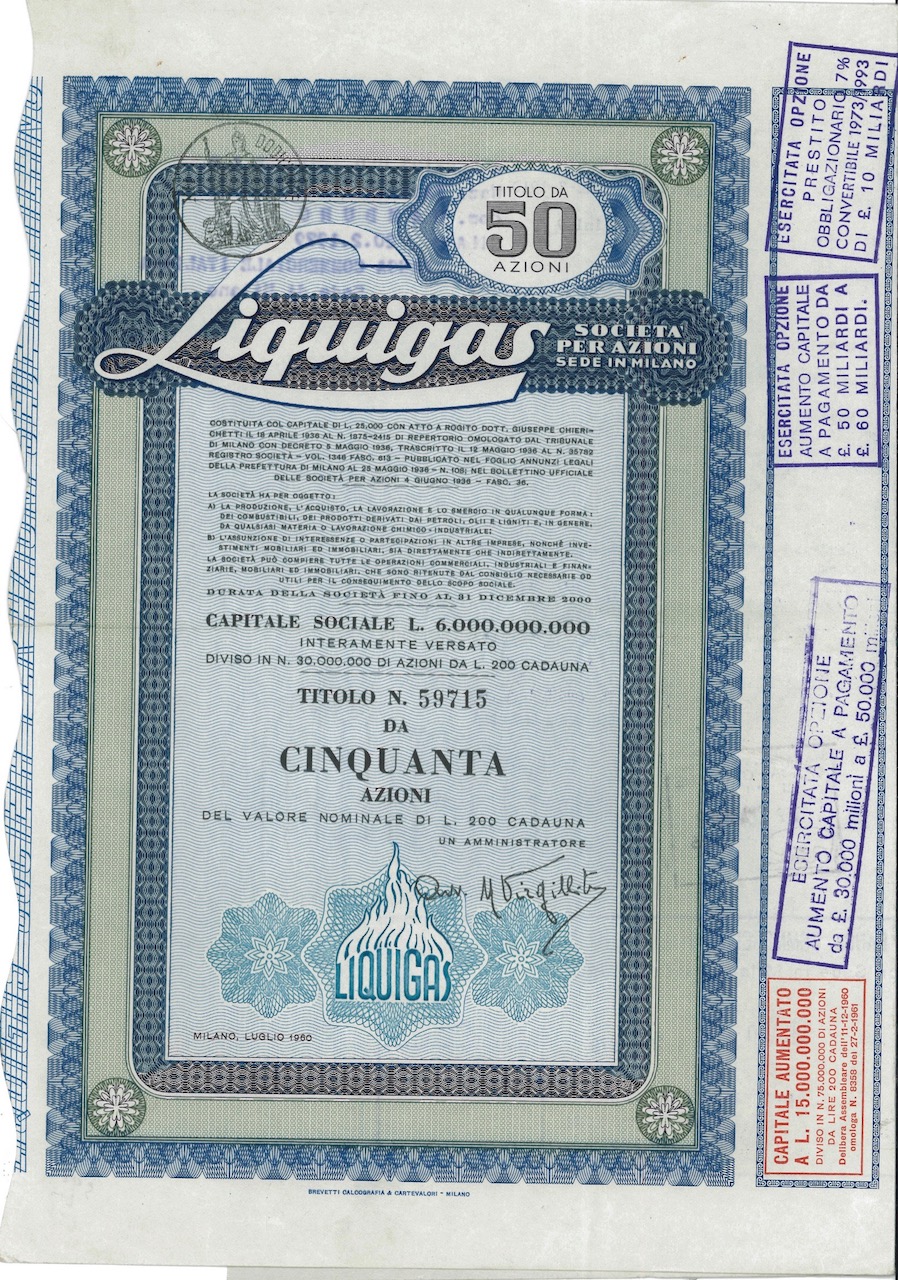 TITOLO DA
50
AZIONI
Liquigas
SOCIETA'
PER AZIONI
SEDE IN MILANO
COSTITUITA COL CAPITALE DI L. 25.000 CON ATTO A ROGITO DOTT. GIUSEPPE CHIERI-
CHETTI IL 18 APRILE 1936 AL N. 1875-2415 DI REPERTORIO OMOLOGATO DAL TRIBUNALE
DI MILANO CON DECRETO 5 MAGGIO 1936, TRASCRITTO IL 12 MAGGIO 1936 AL N. 35782
REGISTRO SOCIETÀ - VOL. 1346 FASC. 613 - PUBBLICATO NEL FOGLIO ANNUNZI LEGALI
DELLA PREFETTURA DI MILANO AL 25 MAGGIO 1936 - N. 108; NEL BOLLETTINO UFFICIALE
DELLE SOCIETÀ PER AZIONI 4 GIUGNO 1936 - FASC. 36.
LA SOCIETÀ HA PER OGGETTO:
A) LA PRODUZIONE, L'ACQUISTO, LA LAVORAZIONE E LO SMERCIO IN QUALUNQUE FORMA:
DEI COMBUSTIBILI, DEI PRODOTTI DERIVATI DAI PETROLI, OLII E LIGNITI E, IN GENERE,
DA QUALSIASI MATERIA O LAVORAZIONE CHIMICO-INDUSTRIALE;
B) L'ASSUNZIONE DI INTERESSENZE O PARTECIPAZIONI IN ALTRE IMPRESE, NONCHÈ INVE-
STIMENTI MOBILIARI ED IMMOBILIARI, SIA DIRETTAMENTE CHE INDIRETTAMENTE.
LA SOCIETÀ PUÒ COMPIERE TUTTE LE OPERAZIONI COMMERCIALI, INDUSTRIALI E FINAN-
ZIARIE, MOBILIARI ED IMMOBILIARI, CHE SONO RITENUTE DAL CONSIGLIO NECESSARIE OD
UTILI PER IL CONSEGUIMENTO DELLO SCOPO SOCIALE.
DURATA DELLA SOCIETÀ FINO AL 31 DICEMBRE 2000
CAPITALE SOCIALE L. 6.000.000.000
INTERAMENTE VERSATO
DIVISO IN N. 30.000.000 DI AZIONI DA L. 200 CADAUNA
TITOLO N. 59715
DA
CINQUANTA
AZIONI
DEL VALORE NOMINALE DI L. 200 CADAUNA
UN AMMINISTRATORE
LIQUIGAS
MILANO, LUGLIO 1960
BREVETTI CALCOGRAFIA & CARTEVALORI - MILANO
ESERCITATA OPZIONE
PRESTITO
OBBLIGAZIONARIO 7%
CONVERTIBILE 1973/1993
DI £. 10 MILIARDI
ESERCITATA OPZIONE
AUMENTO CAPITALE
A PAGAMENTO DA
£. 50 MILIARDI A
£. 60 MILIARDI.
ESERCITATA OPZIONE
AUMENTO CAPITALE A PAGAMENTO
da £. 30.000 milioni a £. 50.000
CAPITALE AUMENTATO
A L. 15.000.000.000
DIVISO IN N. 75.000.000 DI AZIONI
DA LIRE 200 CADAUNA
Delibera Assembleare dell'11-12-1960
omologa N. 8358 del 27-2-1961